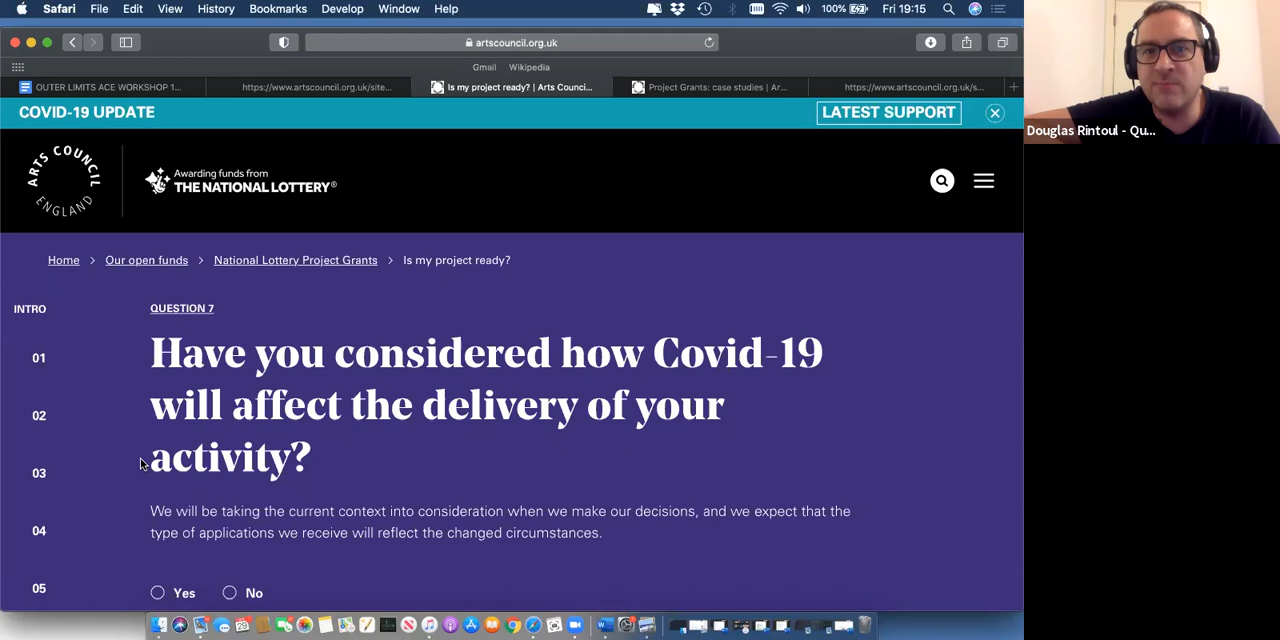 Safari File Edit View History Bookmarks Develop Window Help 100% Fri 19:15
artscouncil.org.uk
Gmail Wikipedia
OUTER LIMITS ACE WORKSHOP 1... https://www.artscouncil.org.uk/site... Is my project ready? | Arts Counci... Project Grants: case studies | Ar... https://www.artscouncil.org.uk/s...
COVID-19 UPDATE LATEST SUPPORT
ARTS COUNCIL ENGLAND
Awarding funds from
THE NATIONAL LOTTERY®
Home > Our open funds > National Lottery Project Grants > Is my project ready?
INTRO
QUESTION 7
Have you considered how Covid-19
will affect the delivery of your
activity?
We will be taking the current context into consideration when we make our decisions, and we expect that the
type of applications we receive will reflect the changed circumstances.
Yes No
01
02
03
04
05
Douglas Rintoul - Qu...